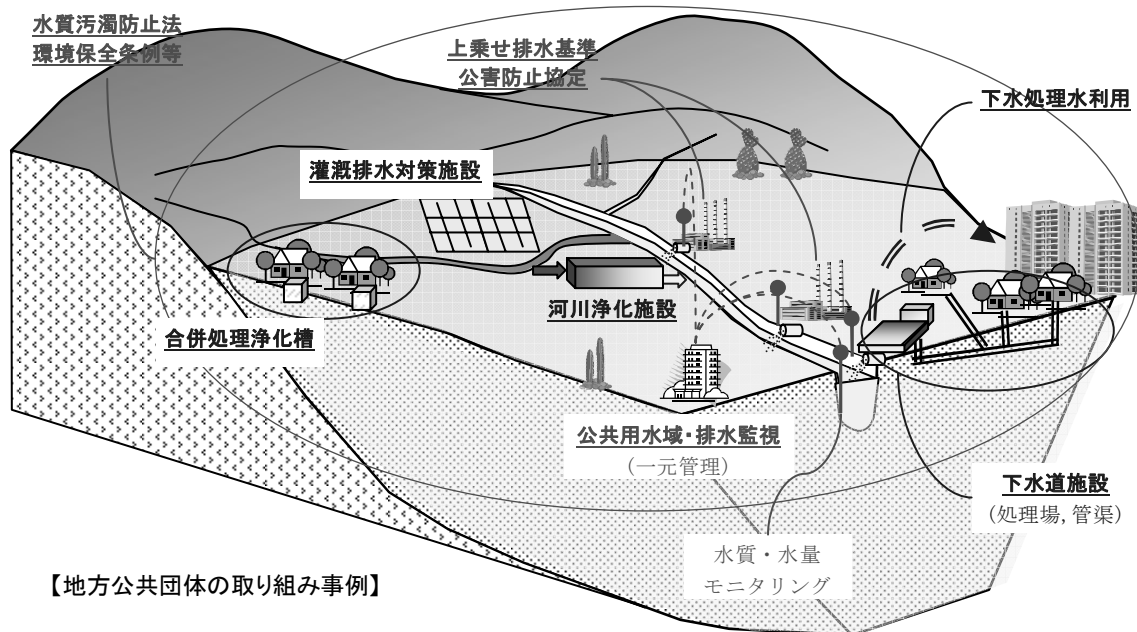 水質汚濁防止法
環境保全条例等
上乗せ排水基準
公害防止協定
下水処理水利用
灌漑排水対策施設
河川浄化施設
合併処理浄化槽
公共用水域・排水監視
(一元管理)
下水道施設
(処理場,管渠)
水質・水量
モニタリング
【地方公共団体の取り組み事例】